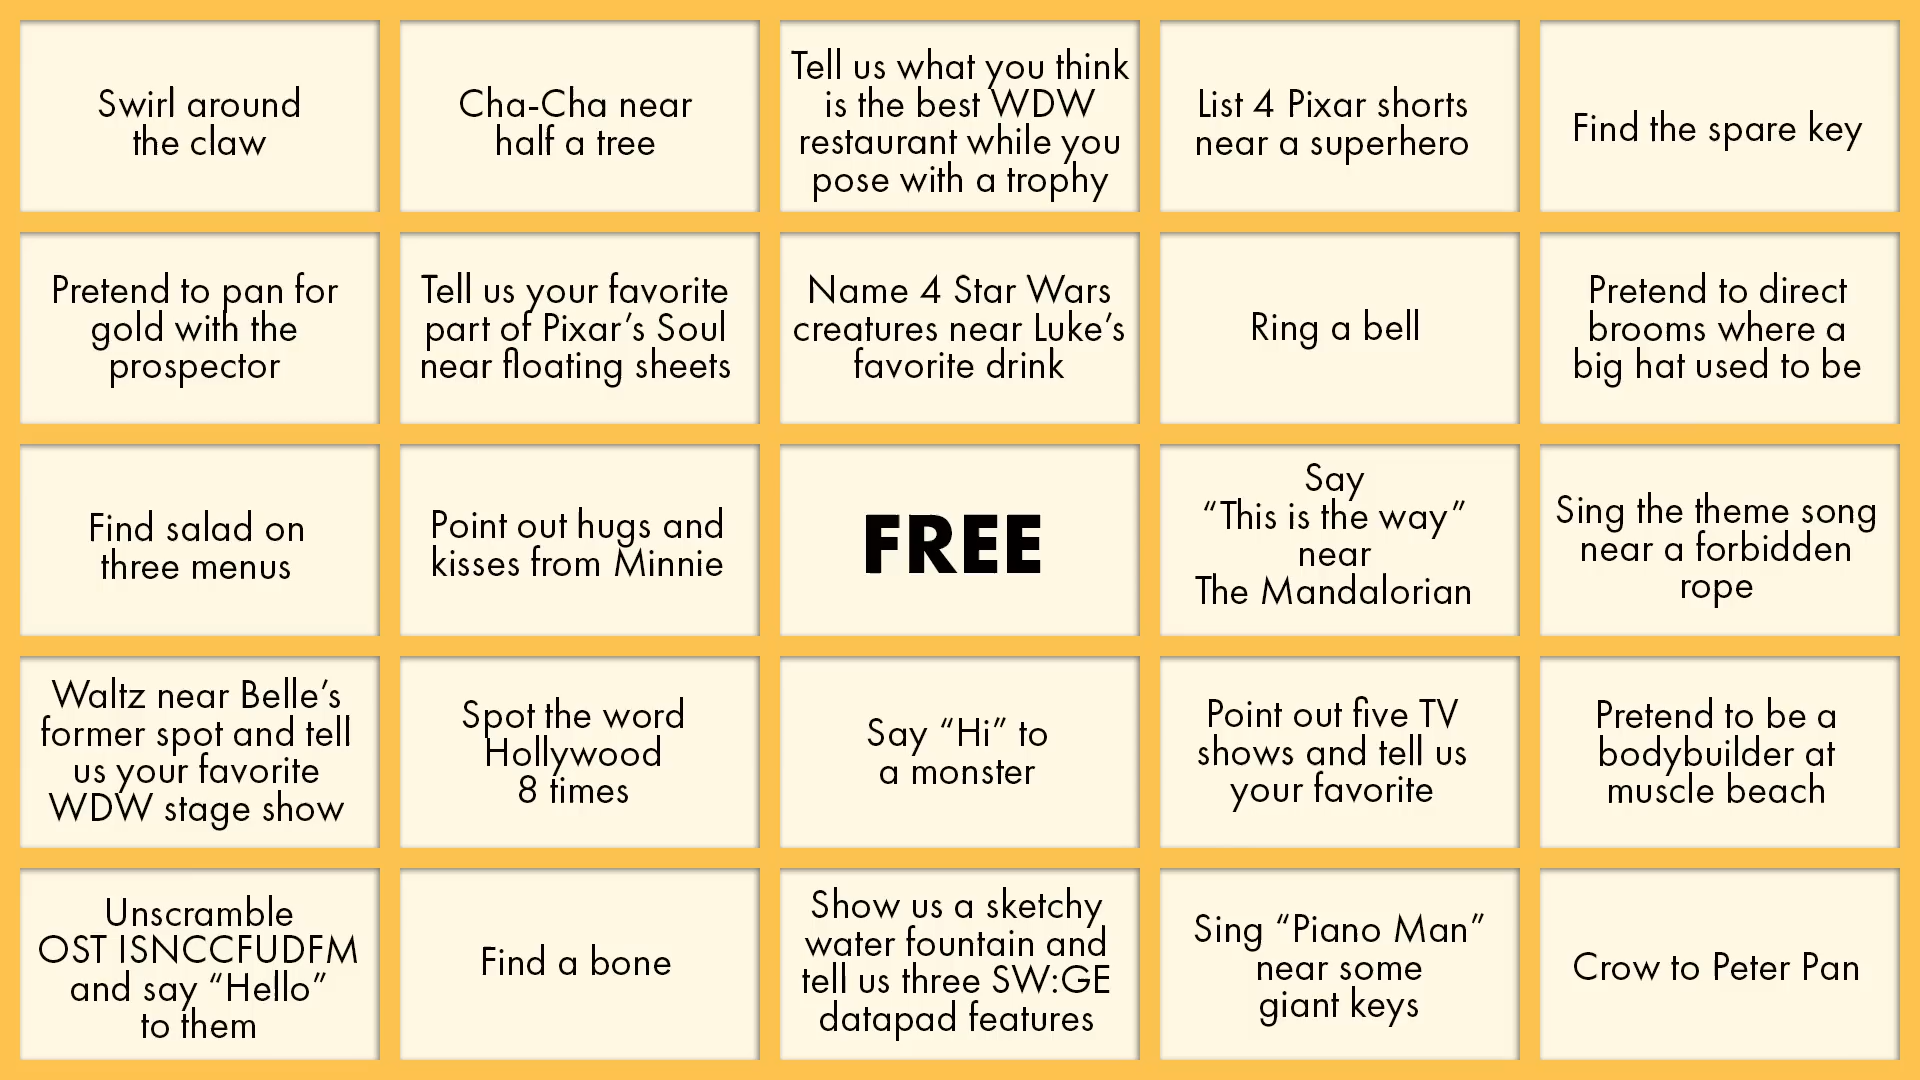 Swirl around
the claw
Cha-Cha near
half a tree
Tell us what you think
is the best WDW
restaurant while you
pose with a trophy
List 4 Pixar shorts
near a superhero
Find the spare key
Pretend to pan for
gold with the
prospector
Tell us your favorite
part of Pixar’s Soul
near floating sheets
Name 4 Star Wars
creatures near Luke’s
favorite drink
Ring a bell
Pretend to direct
brooms where a
big hat used to be
Find salad on
three menus
Point out hugs and
kisses from Minnie
FREE
Say
“This is the way”
near
The Mandalorian
Sing the theme song
near a forbidden
rope
Waltz near Belle’s
former spot and tell
us your favorite
WDW stage show
Spot the word
Hollywood
8 times
Say “Hi” to
a monster
Point out five TV
shows and tell us
your favorite
Pretend to be a
bodybuilder at
muscle beach
Unscramble
OST ISNCCFUDFM
and say “Hello”
to them
Find a bone
Show us a sketchy
water fountain and
tell us three SW:GE
datapad features
Sing “Piano Man”
near some
giant keys
Crow to Peter Pan